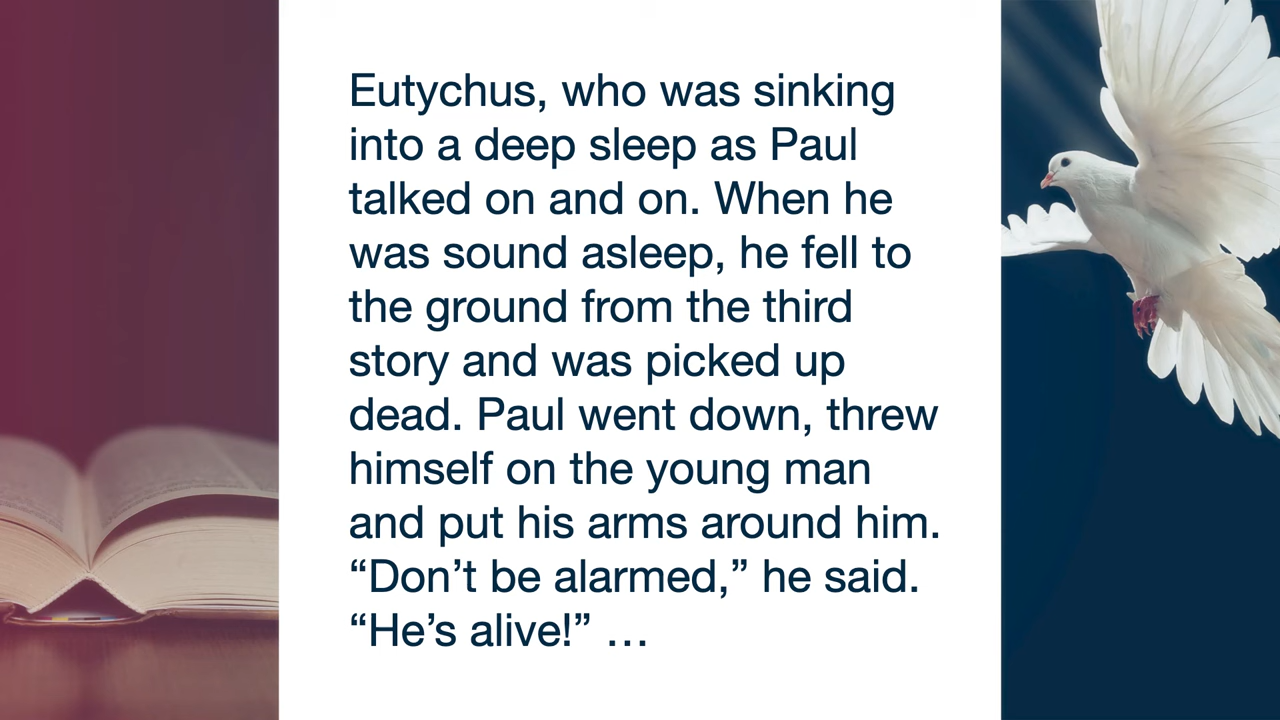 Eutychus, who was sinking
into a deep sleep as Paul
talked on and on. When he
was sound asleep, he fell to
the ground from the third
story and was picked up
dead. Paul went down, threw
himself on the young man
and put his arms around him.
“Don’t be alarmed,” he said.
“He’s alive!” …